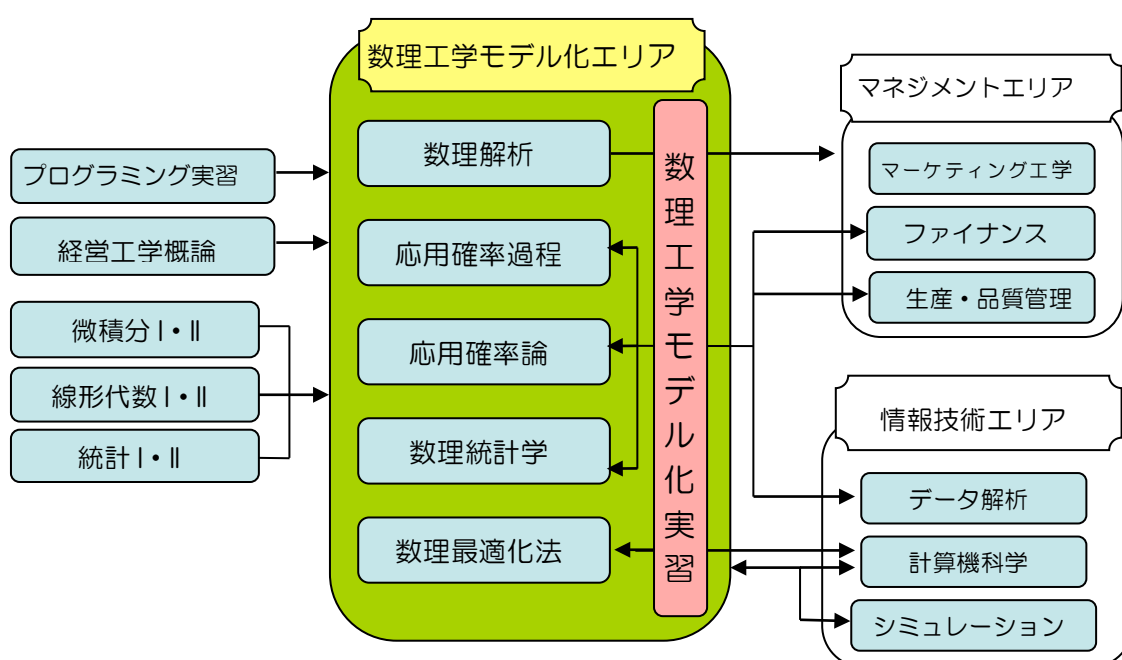 数理工学モデル化エリア
プログラミング実習
経営工学概論
微積分Ⅰ・Ⅱ
線形代数Ⅰ・Ⅱ
統計Ⅰ・Ⅱ
数理解析
応用確率過程
応用確率論
数理統計学
数理最適化法
数理工学モデル化実習
マネジメントエリア
マーケティング工学
ファイナンス
生産・品質管理
情報技術エリア
データ解析
計算機科学
シミュレーション